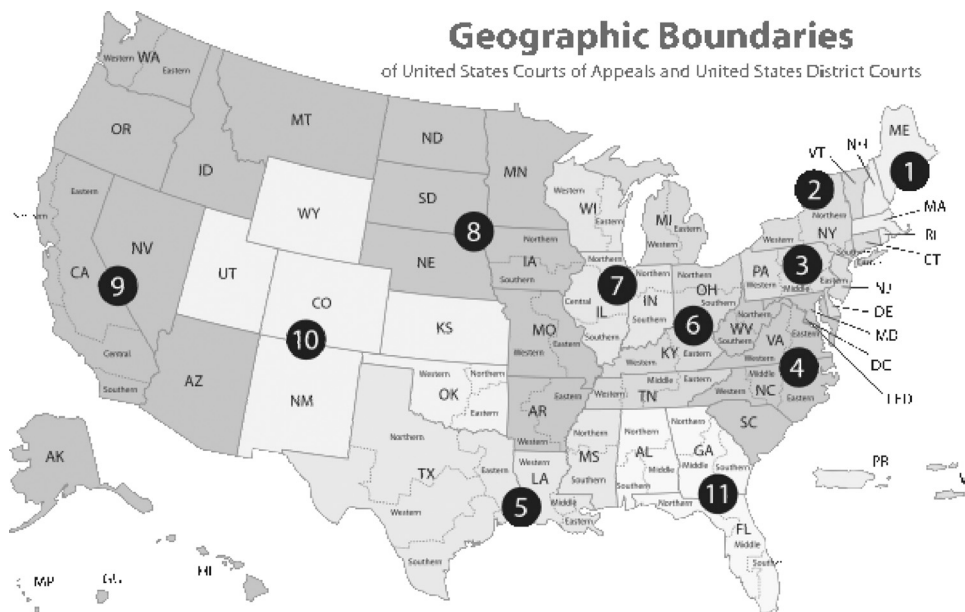 Geographic Boundaries
of United States Courts of Appeals and United States District Courts
WA
Western
Eastern
OR
ID
MT
ND
SD
NE
MN
WY
8
9
NV
CA
Eastern
Central
Southern
UT
CO
10
AZ
NM
KS
OK
Western
Northern
Eastern
TX
Northern
Eastern
Western
Southern
IA
Northern
Southern
MO
Western
Eastern
AR
Western
Eastern
LA
Western
Middle
Eastern
5
WI
Western
Eastern
MI
Western
Eastern
7
IL
Northern
Central
Southern
IN
Northern
Southern
OH
Northern
Southern
6
KY
Western
Eastern
TN
Western
Middle
Eastern
MS
Northern
Southern
AL
Northern
Middle
Southern
GA
Northern
Middle
Southern
11
FL
Northern
Middle
SC
NC
Western
Middle
Eastern
4
VA
Western
Eastern
WV
Northern
Southern
PA
Western
Middle
Eastern
3
NY
Western
Northern
2
VT
ME
1
MA
RI
CT
NJ
DE
DC
AK
HI
PR